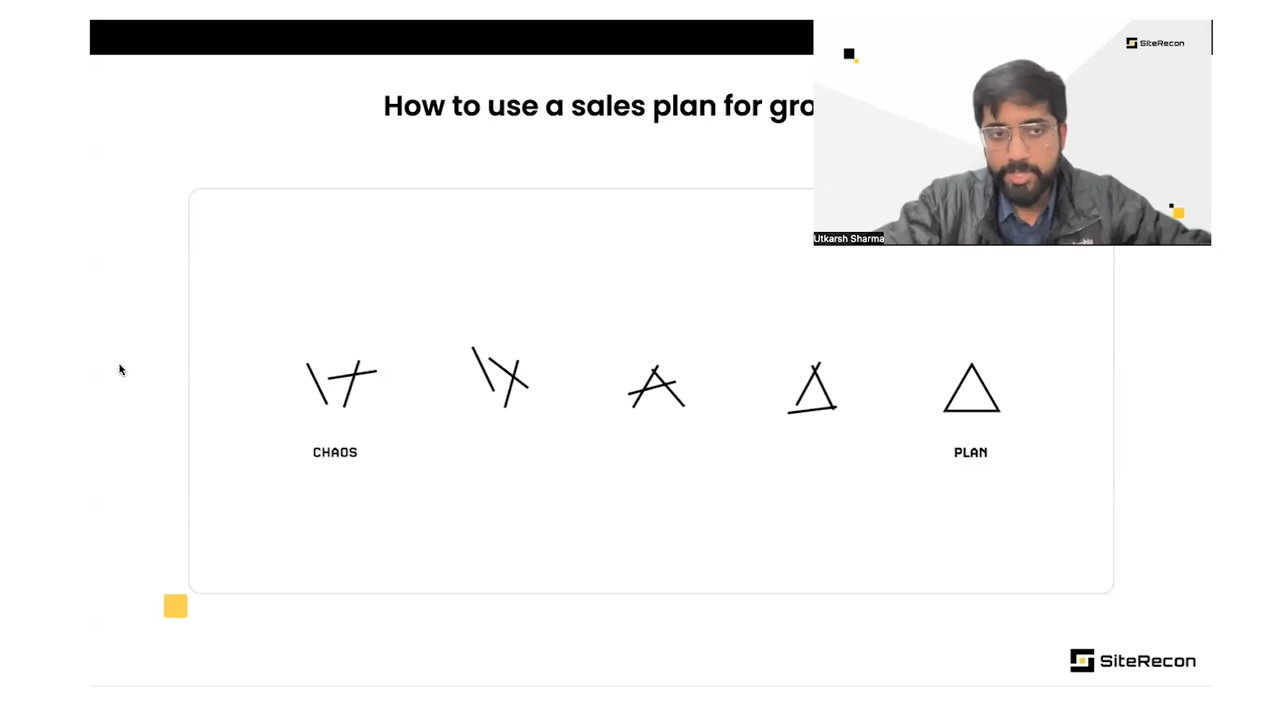 SiteRecon
How to use a sales plan for gro
Utkarsh Sharma
CHAOS
PLAN
SiteRecon